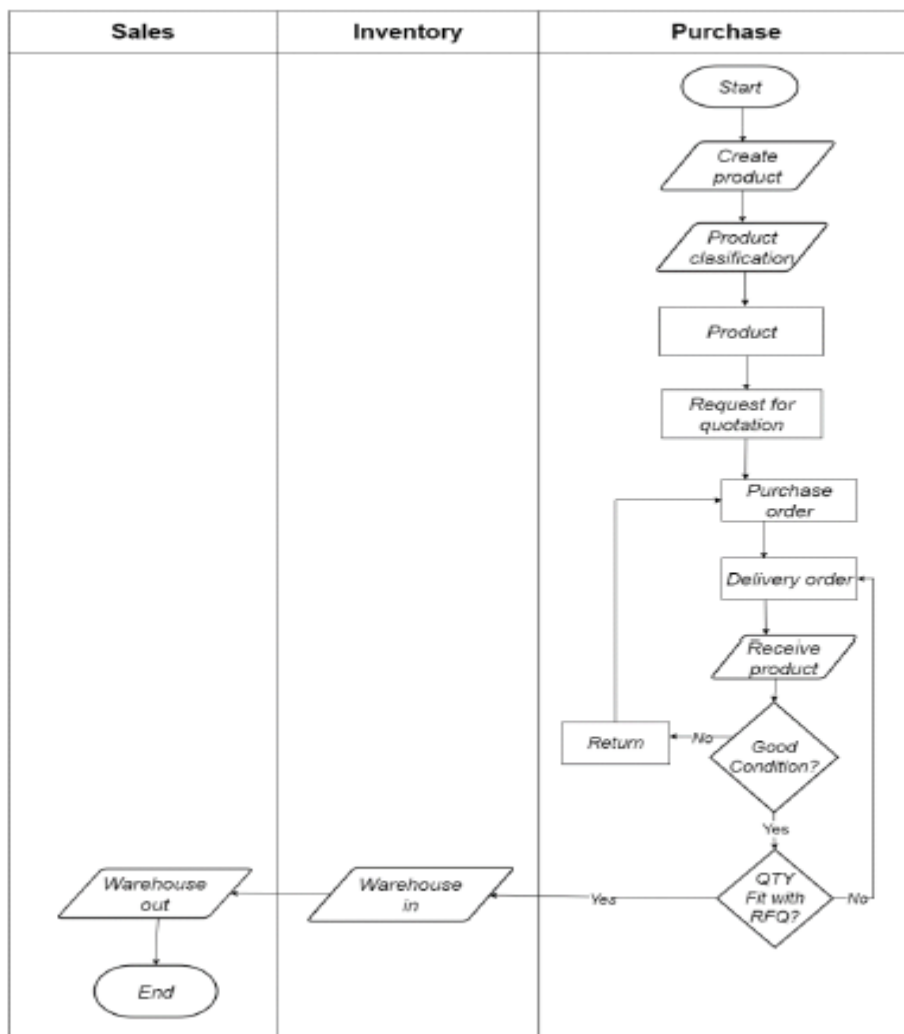 Sales
Inventory
Purchase
Start
Create
product
Product
clasification
Product
Request for
quotation
Purchase
order
Delivery order
Receive
product
Return
No
Good
Condition?
Yes
Warehouse
out
Warehouse
in
Yes
QTY
Fit with
RFQ?
No
End